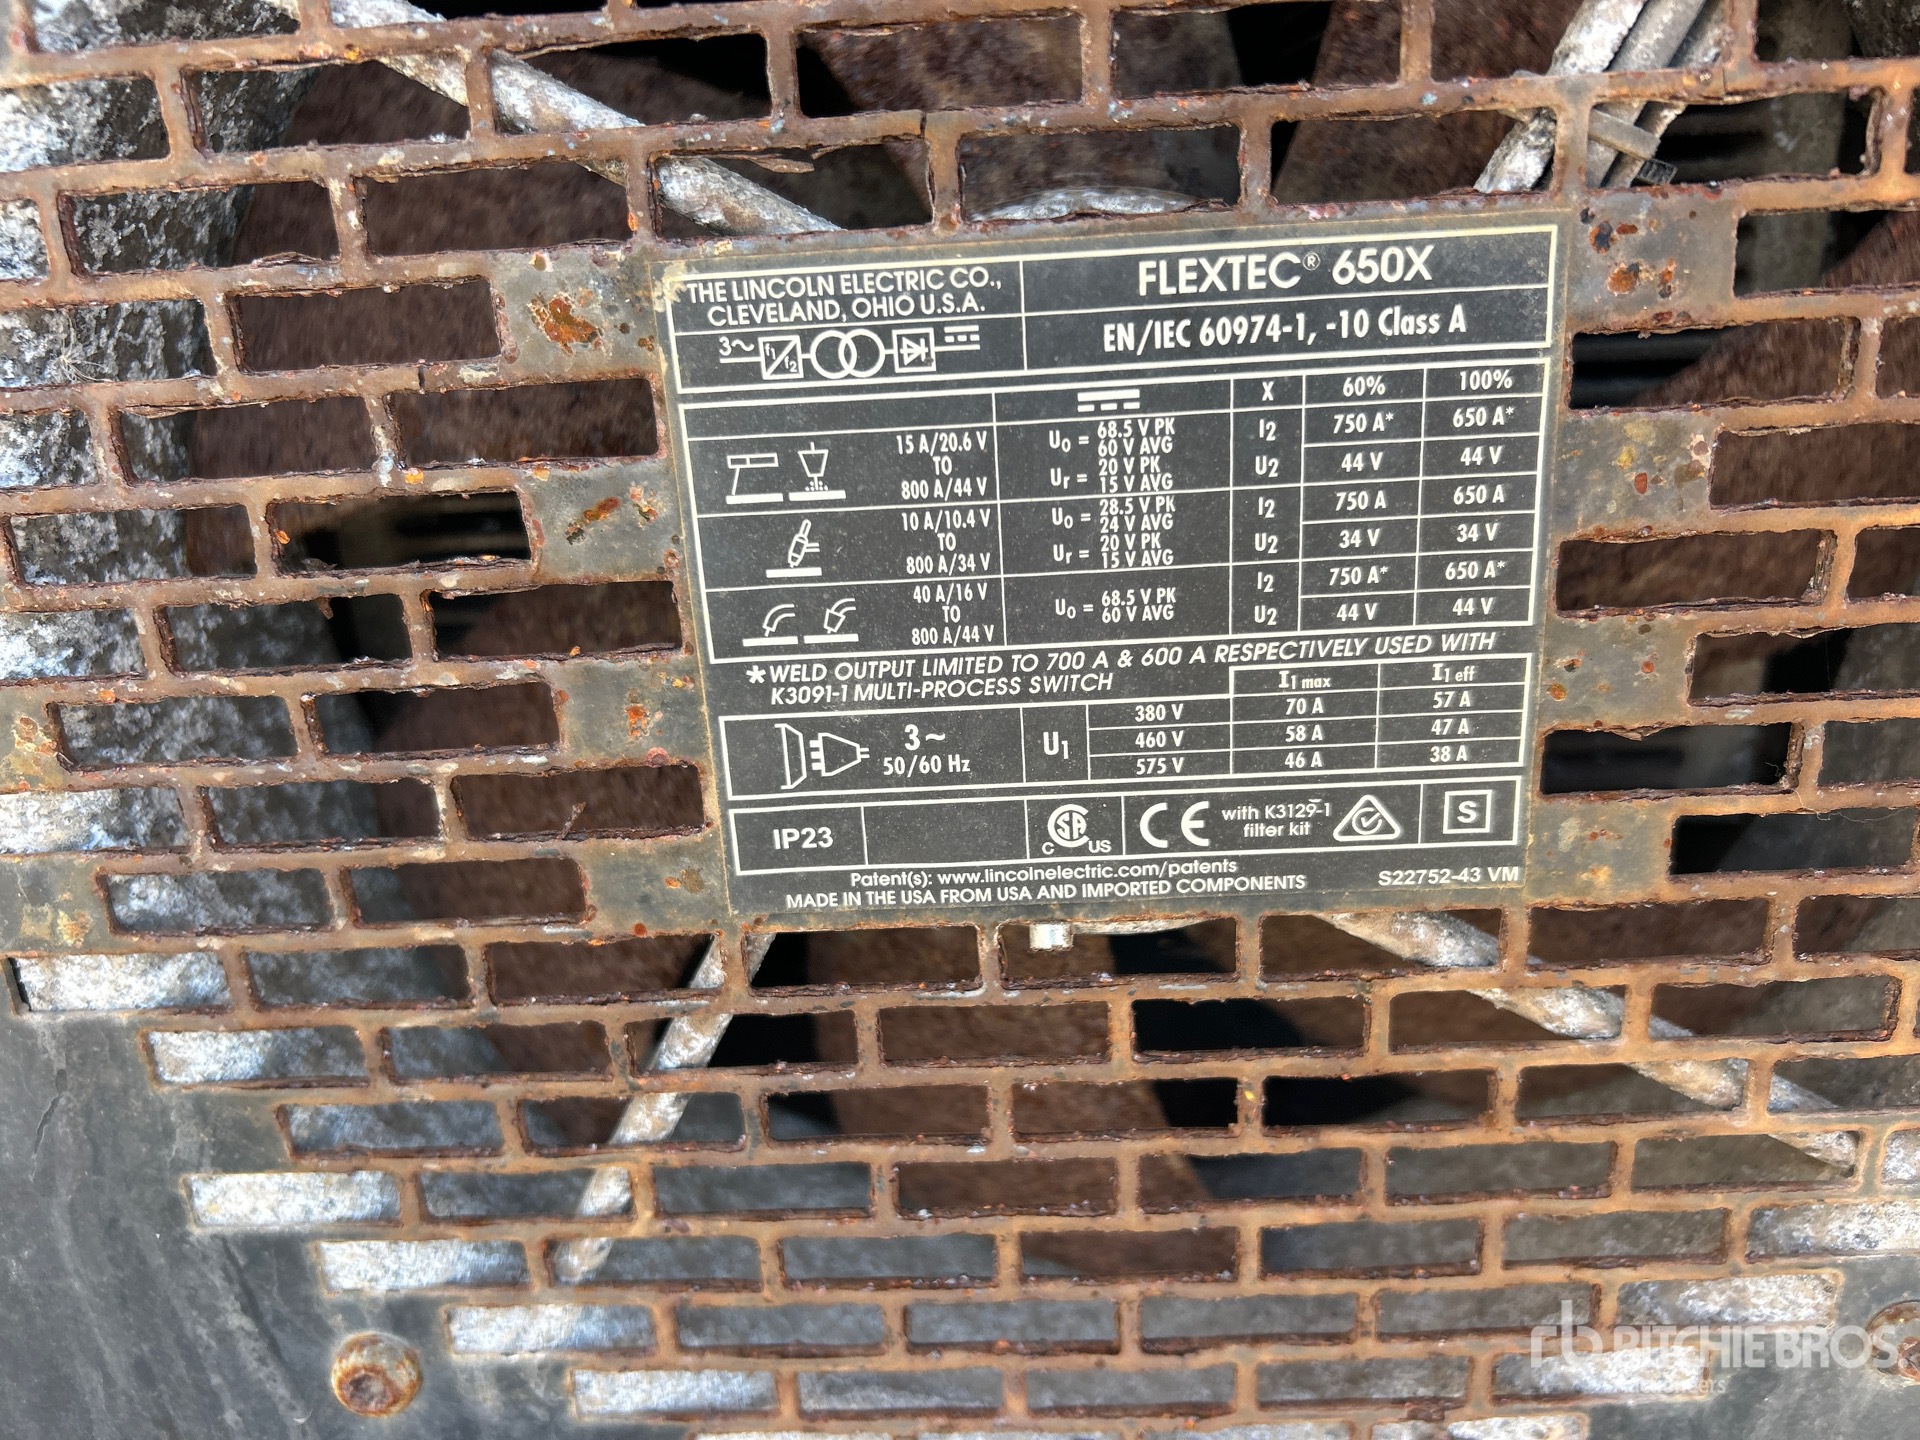 THE LINCOLN ELECTRIC CO.,
CLEVELAND, OHIO U.S.A.
3~ f1 f2
FLEXTEC® 650X
EN/IEC 60974-1, -10 Class A
X 60% 100%
15 A/20.6 V
TO
800 A/44 V
U0 = 68.5 V PK
60 V AVG
Ur = 20 V PK
15 V AVG
I2 750 A* 650 A*
U2 44 V 44 V
10 A/10.4 V
TO
800 A/34 V
U0 = 28.5 V PK
24 V AVG
Ur = 20 V PK
15 V AVG
I2 750 A 650 A
U2 34 V 34 V
40 A/16 V
TO
800 A/44 V
U0 = 68.5 V PK
60 V AVG
I2 750 A* 650 A*
U2 44 V 44 V
*WELD OUTPUT LIMITED TO 700 A & 600 A RESPECTIVELY USED WITH
K3091-1 MULTI-PROCESS SWITCH
I1 max I1 eff
3~
50/60 Hz
U1
380 V 70 A 57 A
460 V 58 A 47 A
575 V 46 A 38 A
IP23
C SA US
CE with K3129-1
filter kit
S
Patent(s): www.lincolnelectric.com/patents
MADE IN THE USA FROM USA AND IMPORTED COMPONENTS
S22752-43 VM
rb RITCHIE BROS.
Auctioneers